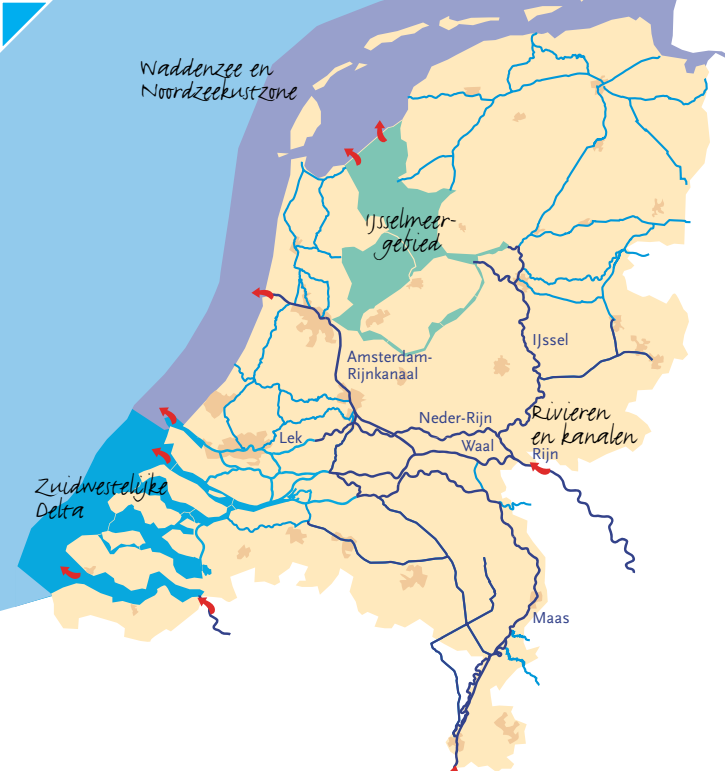 Waddenzee en
Noordzeekustzone
IJsselmeer-
gebied
IJssel
Amsterdam-
Rijnkanaal
Neder-Rijn
Rivieren
en kanalen
Lek
Waal
Rijn
Zuidwestelijke
Delta
Maas